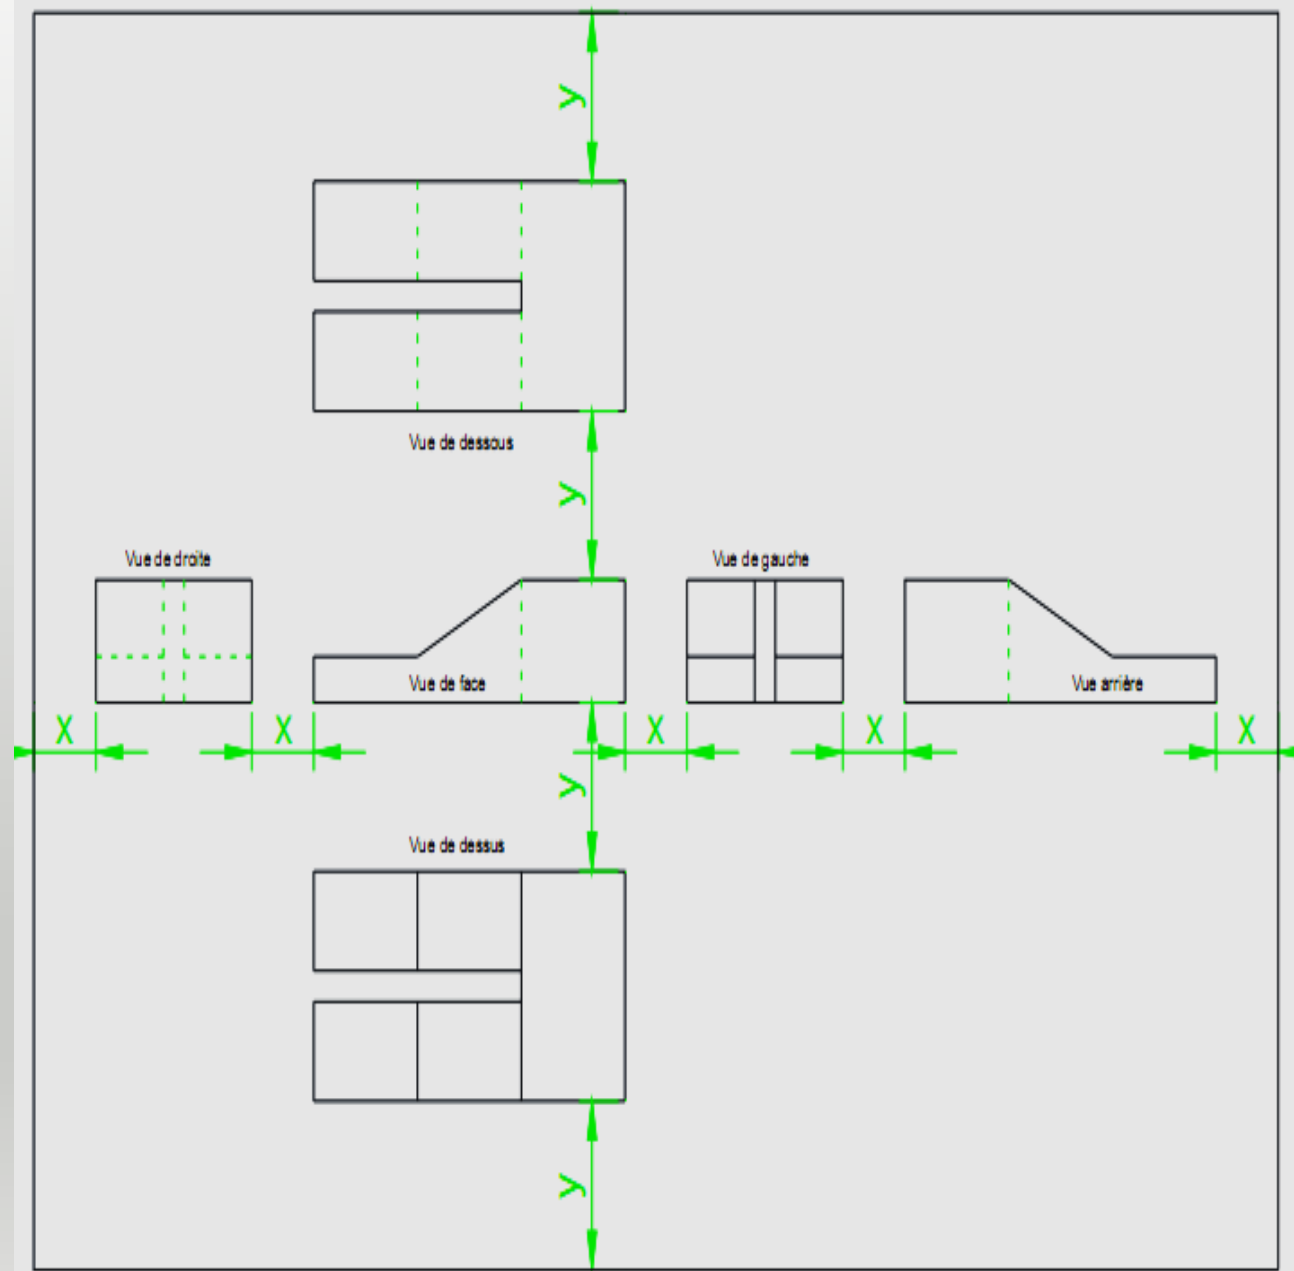 y
Vue de dessous
y
Vue de droite
Vue de gauche
Vue de face
Vue arrière
X
X
X
X
X
y
Vue de dessus
y